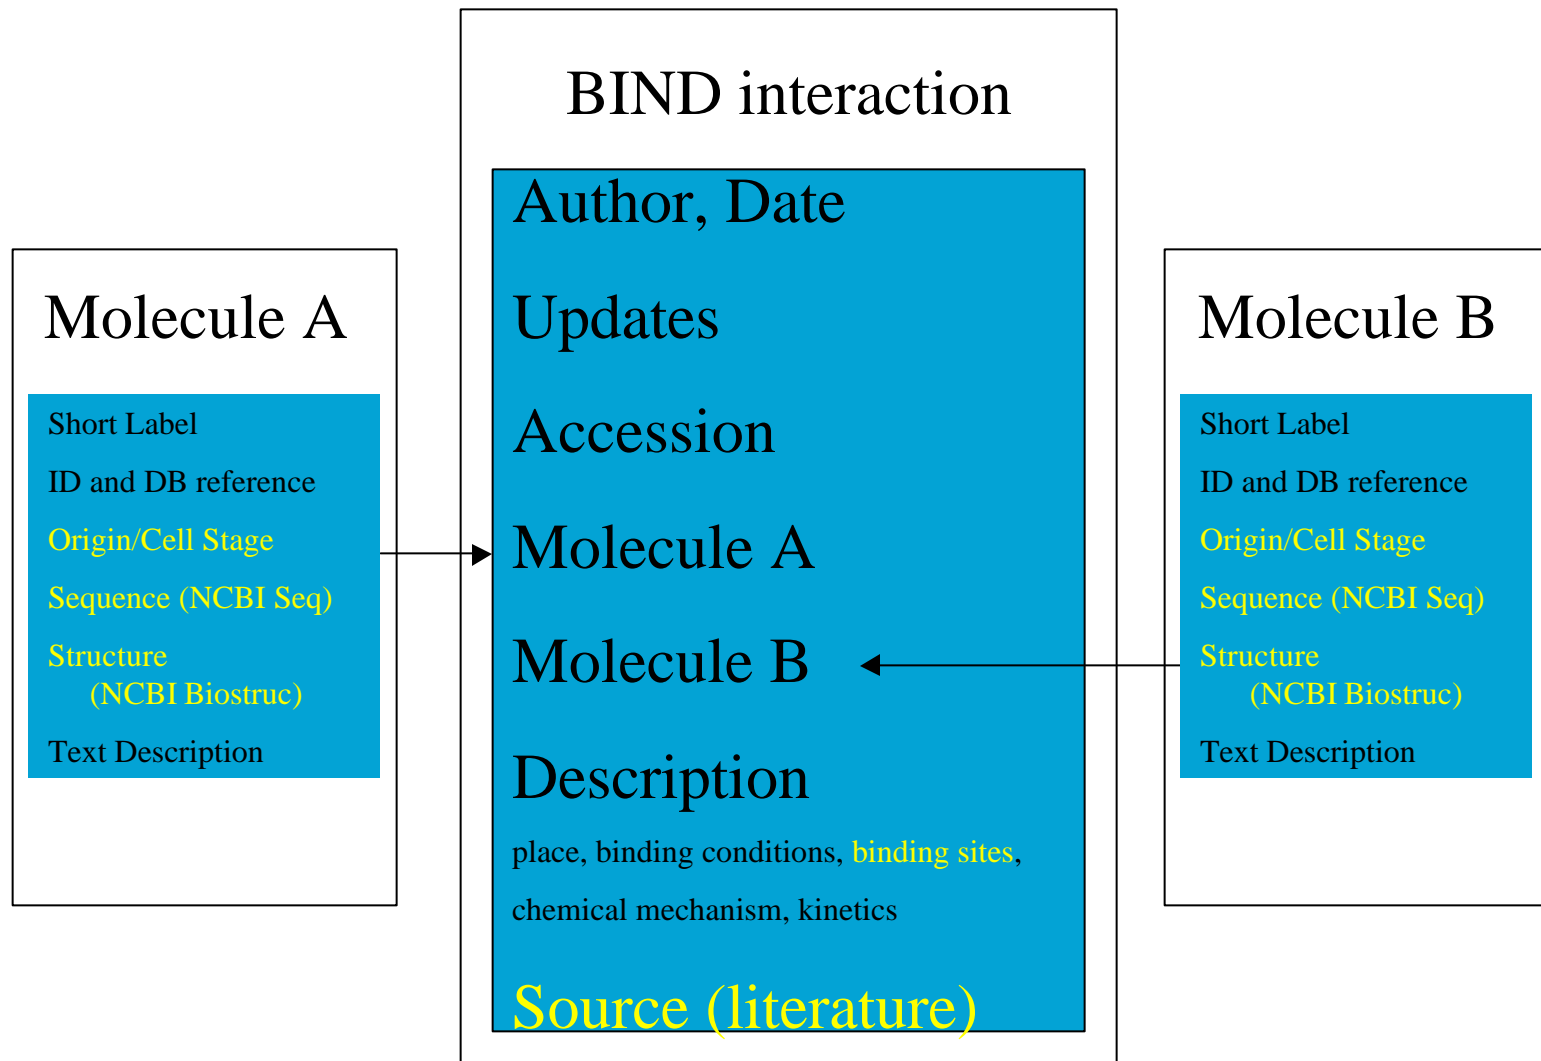 BIND interaction
Author, Date
Updates
Accession
Molecule A
Molecule B
Description
place, binding conditions, binding sites,
chemical mechanism, kinetics
Source (literature)
Molecule A
Short Label
ID and DB reference
Origin/Cell Stage
Sequence (NCBI Seq)
Structure
(NCBI Biostruc)
Text Description
Molecule B
Short Label
ID and DB reference
Origin/Cell Stage
Sequence (NCBI Seq)
Structure
(NCBI Biostruc)
Text Description